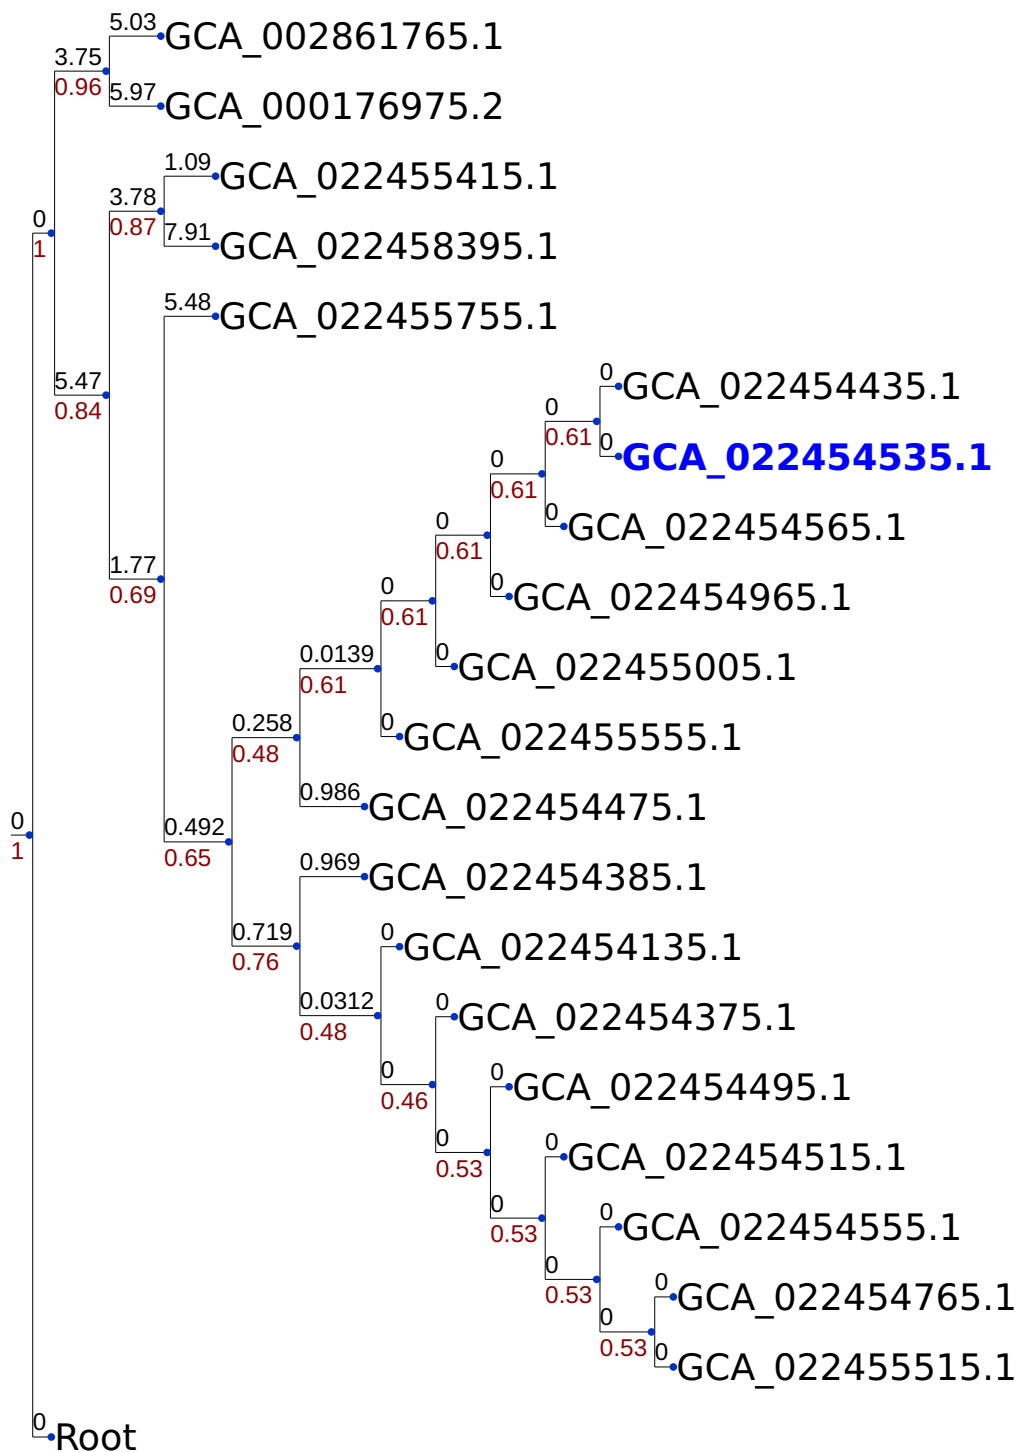 5.03
GCA_002861765.1
3.75
0.96
5.97
GCA_000176975.2
1.09
GCA_022455415.1
3.78
0.87
0
1
7.91
GCA_022458395.1
5.48
GCA_022455755.1
5.47
0.84
0
GCA_022454435.1
0
0.61
0
GCA_022454535.1
0
0.61
0
GCA_022454565.1
0
0.61
1.77
0.69
0
GCA_022454965.1
0
0.61
0
GCA_022455005.1
0.0139
0.61
0
GCA_022455555.1
0.258
0.48
0.986
GCA_022454475.1
0
1
0.492
0.65
0.969
GCA_022454385.1
0.719
0.76
0
GCA_022454135.1
0.0312
0.48
0
GCA_022454375.1
0
0.46
0
GCA_022454495.1
0
0.53
0
GCA_022454515.1
0
0.53
0
GCA_022454555.1
0
0.53
0
GCA_022454765.1
0
0.53
0
GCA_022455515.1
0
Root